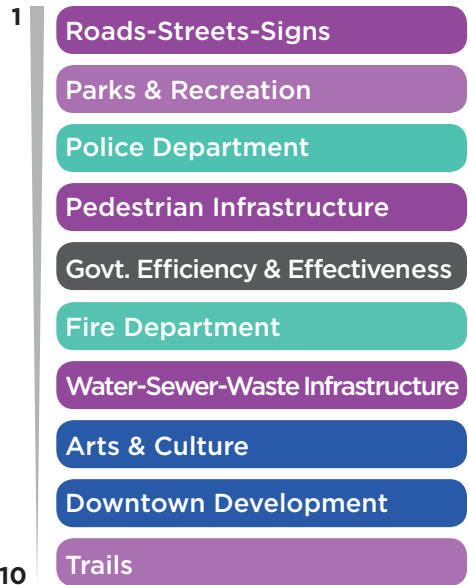 1
Roads-Streets-Signs
Parks & Recreation
Police Department
Pedestrian Infrastructure
Govt. Efficiency & Effectiveness
Fire Department
Water-Sewer-Waste Infrastructure
Arts & Culture
Downtown Development
Trails
10